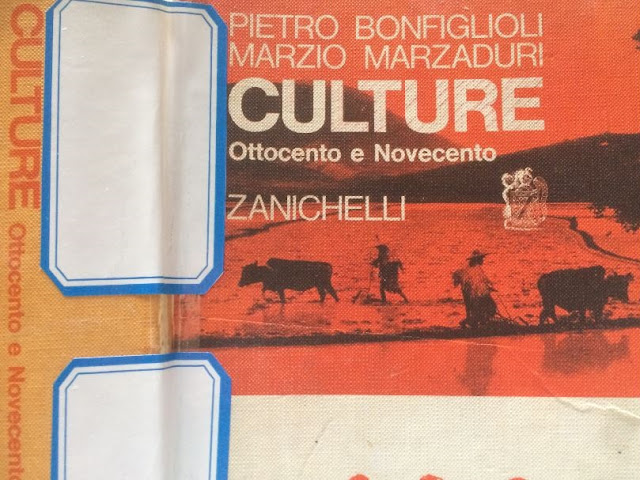 PIETRO BONFIGLIOLI
MARZIO MARZADURI
CULTURE
Ottocento e Novecento
ZANICHELLI
CULTURE Ottocento e Novecento